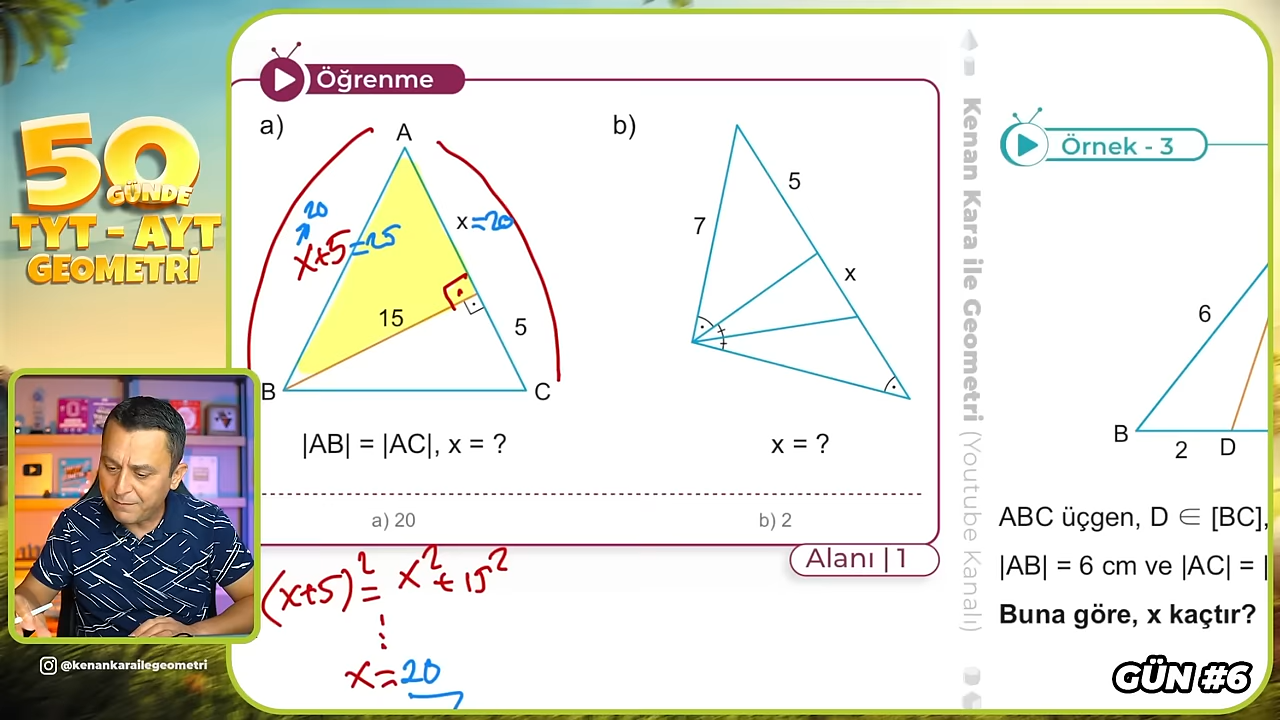 50
GÜNDE
TYT - AYT
GEOMETRİ
Öğrenme
a)
A
20
x+5=25
x=20
15
5
B
C
|AB| = |AC|, x = ?
a) 20
b)
5
7
x
x = ?
b) 2
Alanı | 1
(x+5)² = x² + 15²
x=20
Kenan Kara ile Geometri (Youtube Kanalı)
Örnek - 3
6
B
2
D
ABC üçgen, D ∈ [BC],
|AB| = 6 cm ve |AC| = |
Buna göre, x kaçtır?
@kenankarailegeometri
GÜN #6